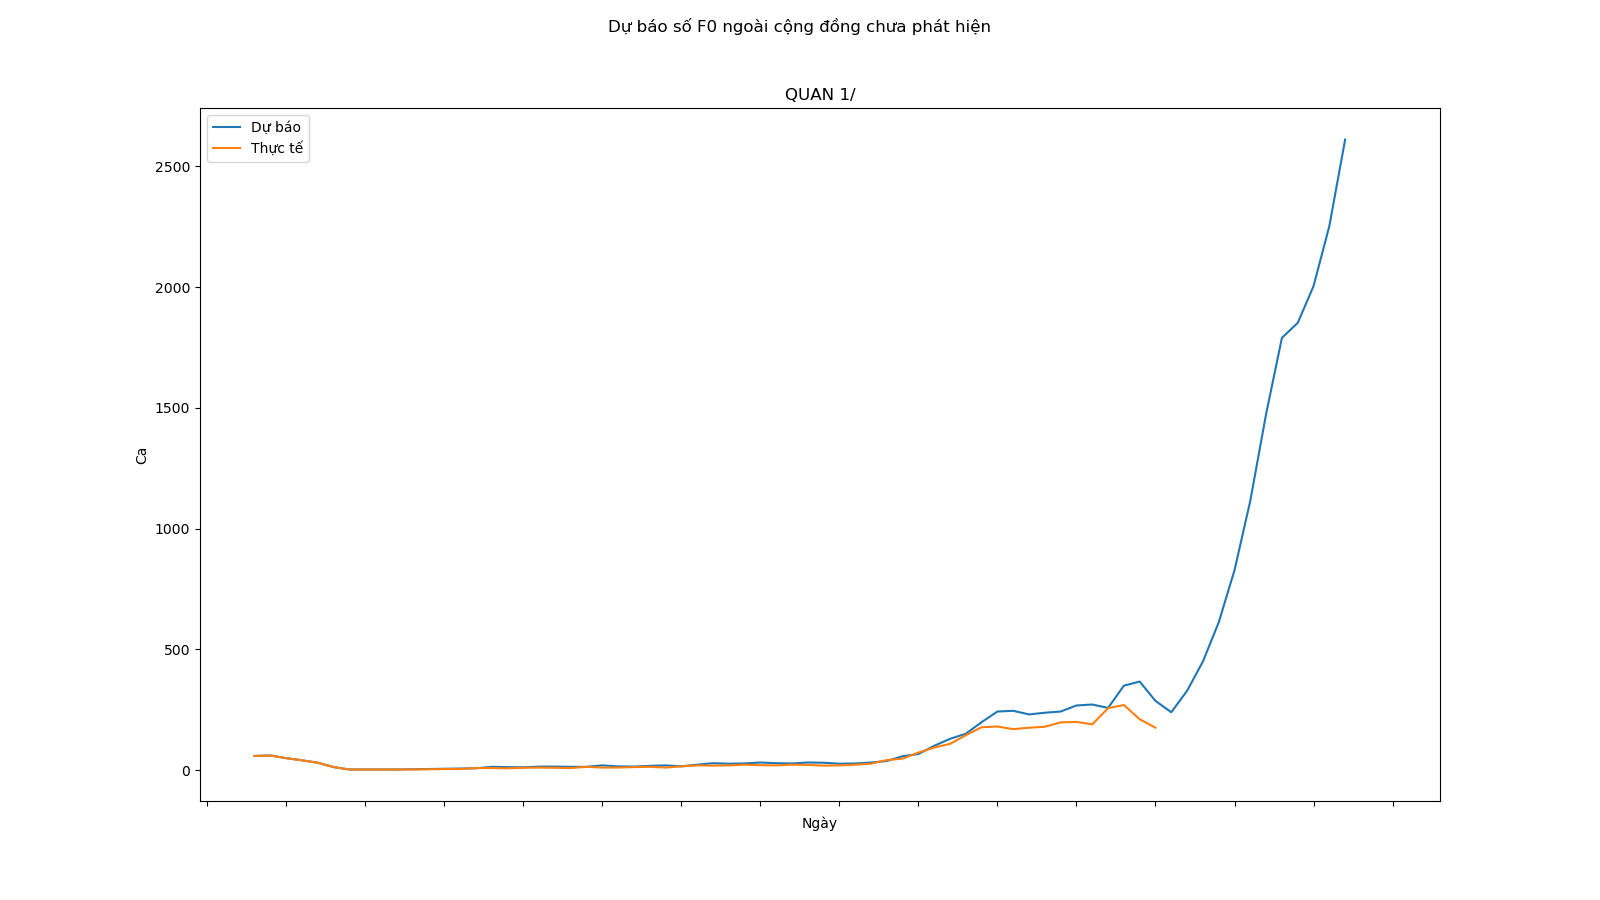 Dự báo số F0 ngoài cộng đồng chưa phát hiện
QUAN 1/
Dự báo
Thực tế
2500
2000
1500
1000
500
0
Ca
Ngày